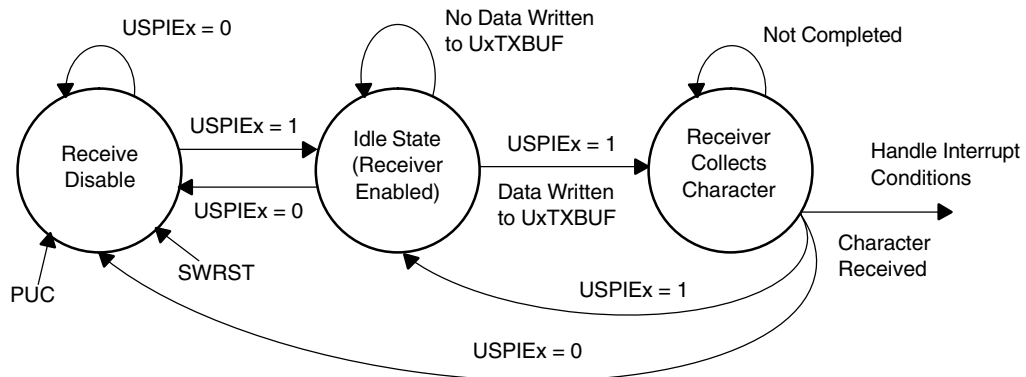 USPIEx = 0
No Data Written
to UxTXBUF
Not Completed
Receive
Disable
USPIEx = 1
USPIEx = 0
Idle State
(Receiver
Enabled)
USPIEx = 1
Data Written
to UxTXBUF
Receiver
Collects
Character
Handle Interrupt
Conditions
Character
Received
PUC
SWRST
USPIEx = 1
USPIEx = 0